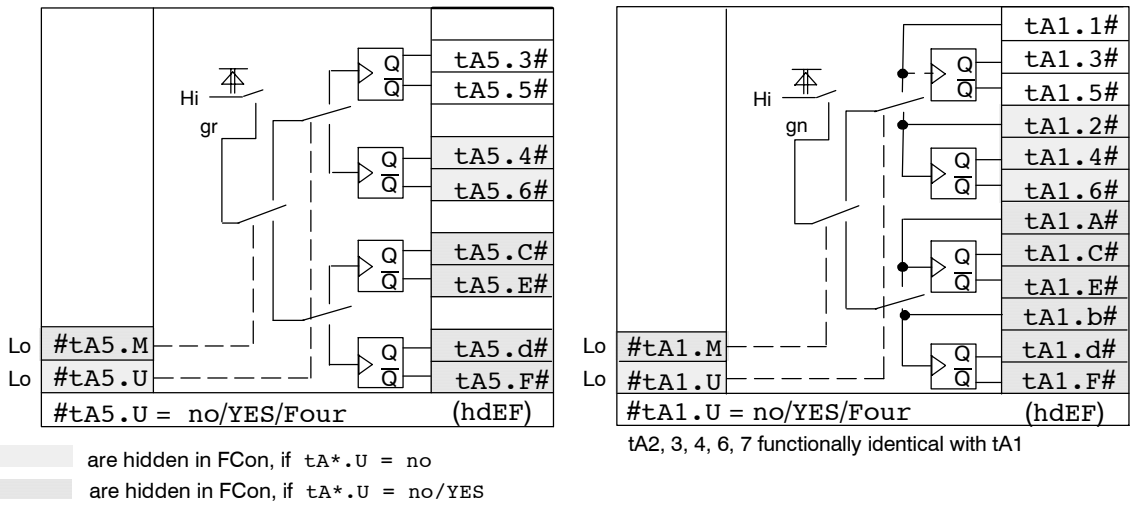 tA5.3#
Q
tA5.5#
Q
Hi
gr
tA5.4#
Q
tA5.6#
Q
tA5.C#
Q
tA5.E#
Q
Lo #tA5.M
tA5.d#
Q
Lo #tA5.U
tA5.F#
Q
#tA5.U = no/YES/Four (hdEF)
tA1.1#
tA1.3#
Q
tA1.5#
Q
Hi
gn
tA1.2#
tA1.4#
Q
tA1.6#
Q
tA1.A#
tA1.C#
Q
tA1.E#
Q
tA1.b#
Lo #tA1.M
tA1.d#
Q
Lo #tA1.U
tA1.F#
Q
#tA1.U = no/YES/Four (hdEF)
tA2, 3, 4, 6, 7 functionally identical with tA1
are hidden in FCon, if tA*.U = no
are hidden in FCon, if tA*.U = no/YES